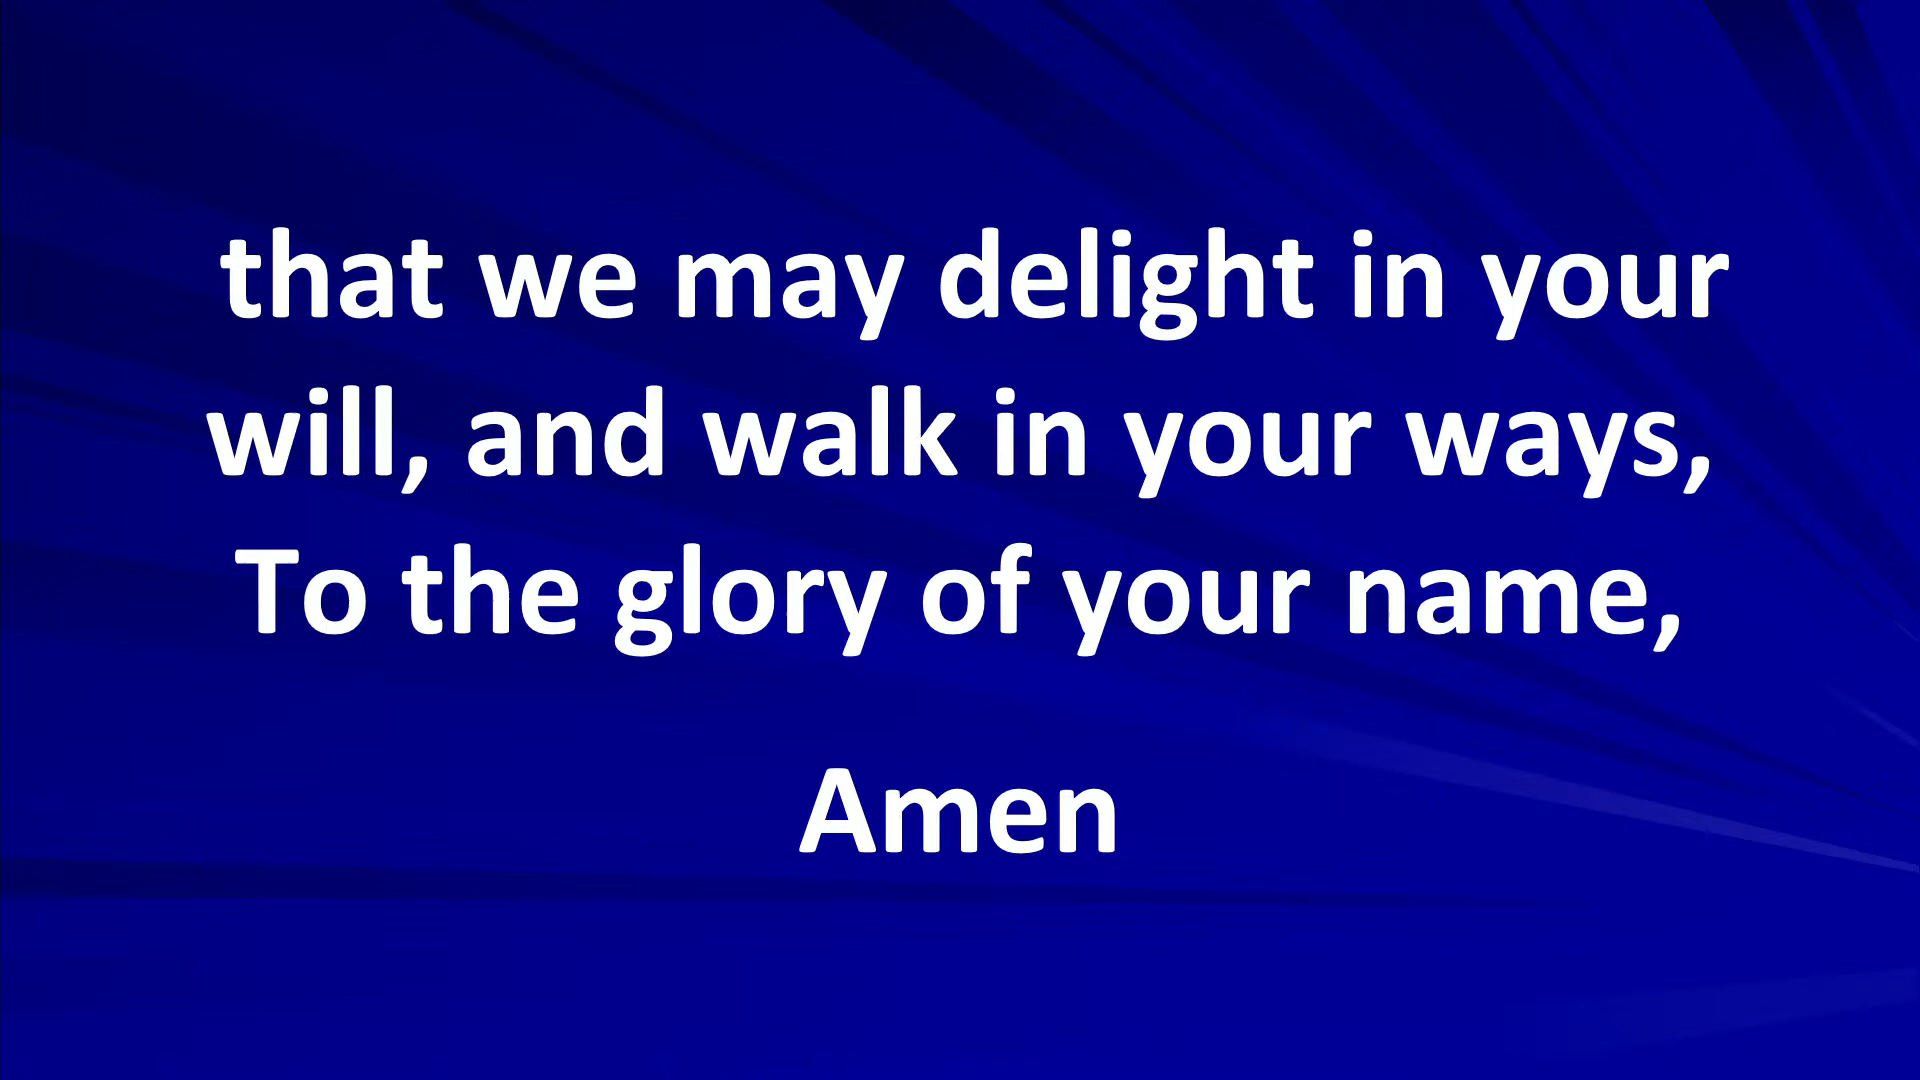 that we may delight in your
will, and walk in your ways,
To the glory of your name,
Amen